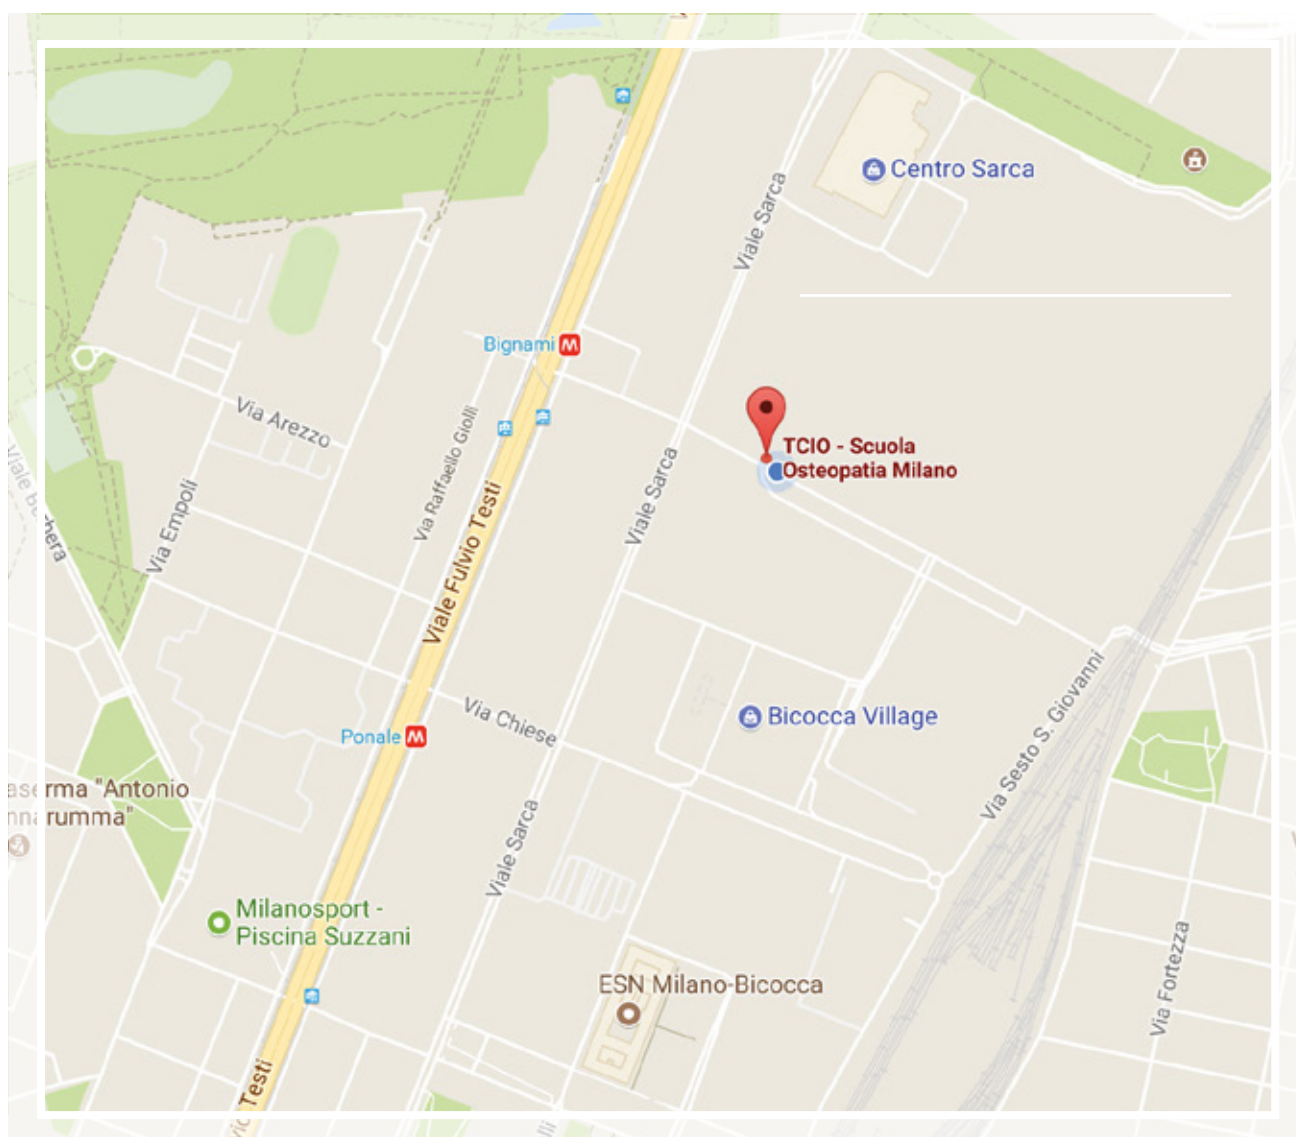 Centro Sarca
Viale Sarca
Bignami
Via Arezzo
Via Raffaello Giolli
TCIO - Scuola
Osteopatia Milano
Viale Sarca
Via Empoli
Viale Fulvio Testi
Via Chiese
Bicocca Village
Ponale
Via Sesto S. Giovanni
aserma "Antonio
nnarumma"
Viale Sarca
Milanosport -
Piscina Suzzani
ESN Milano-Bicocca
Via Fortezza
Testi